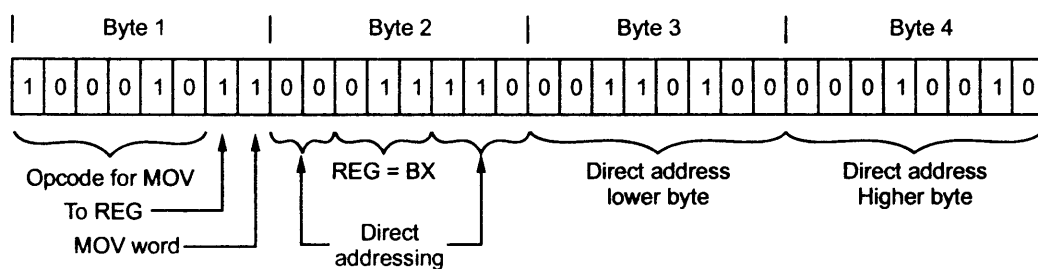 Byte 1 Byte 2 Byte 3 Byte 4
1 0 0 0 1 0 1 1 0 0 0 1 1 1 1 0 0 0 1 1 0 1 0 0 0 0 0 1 0 0 1 0
Opcode for MOV
To REG
MOV word
REG = BX
Direct
addressing
Direct address
lower byte
Direct address
Higher byte